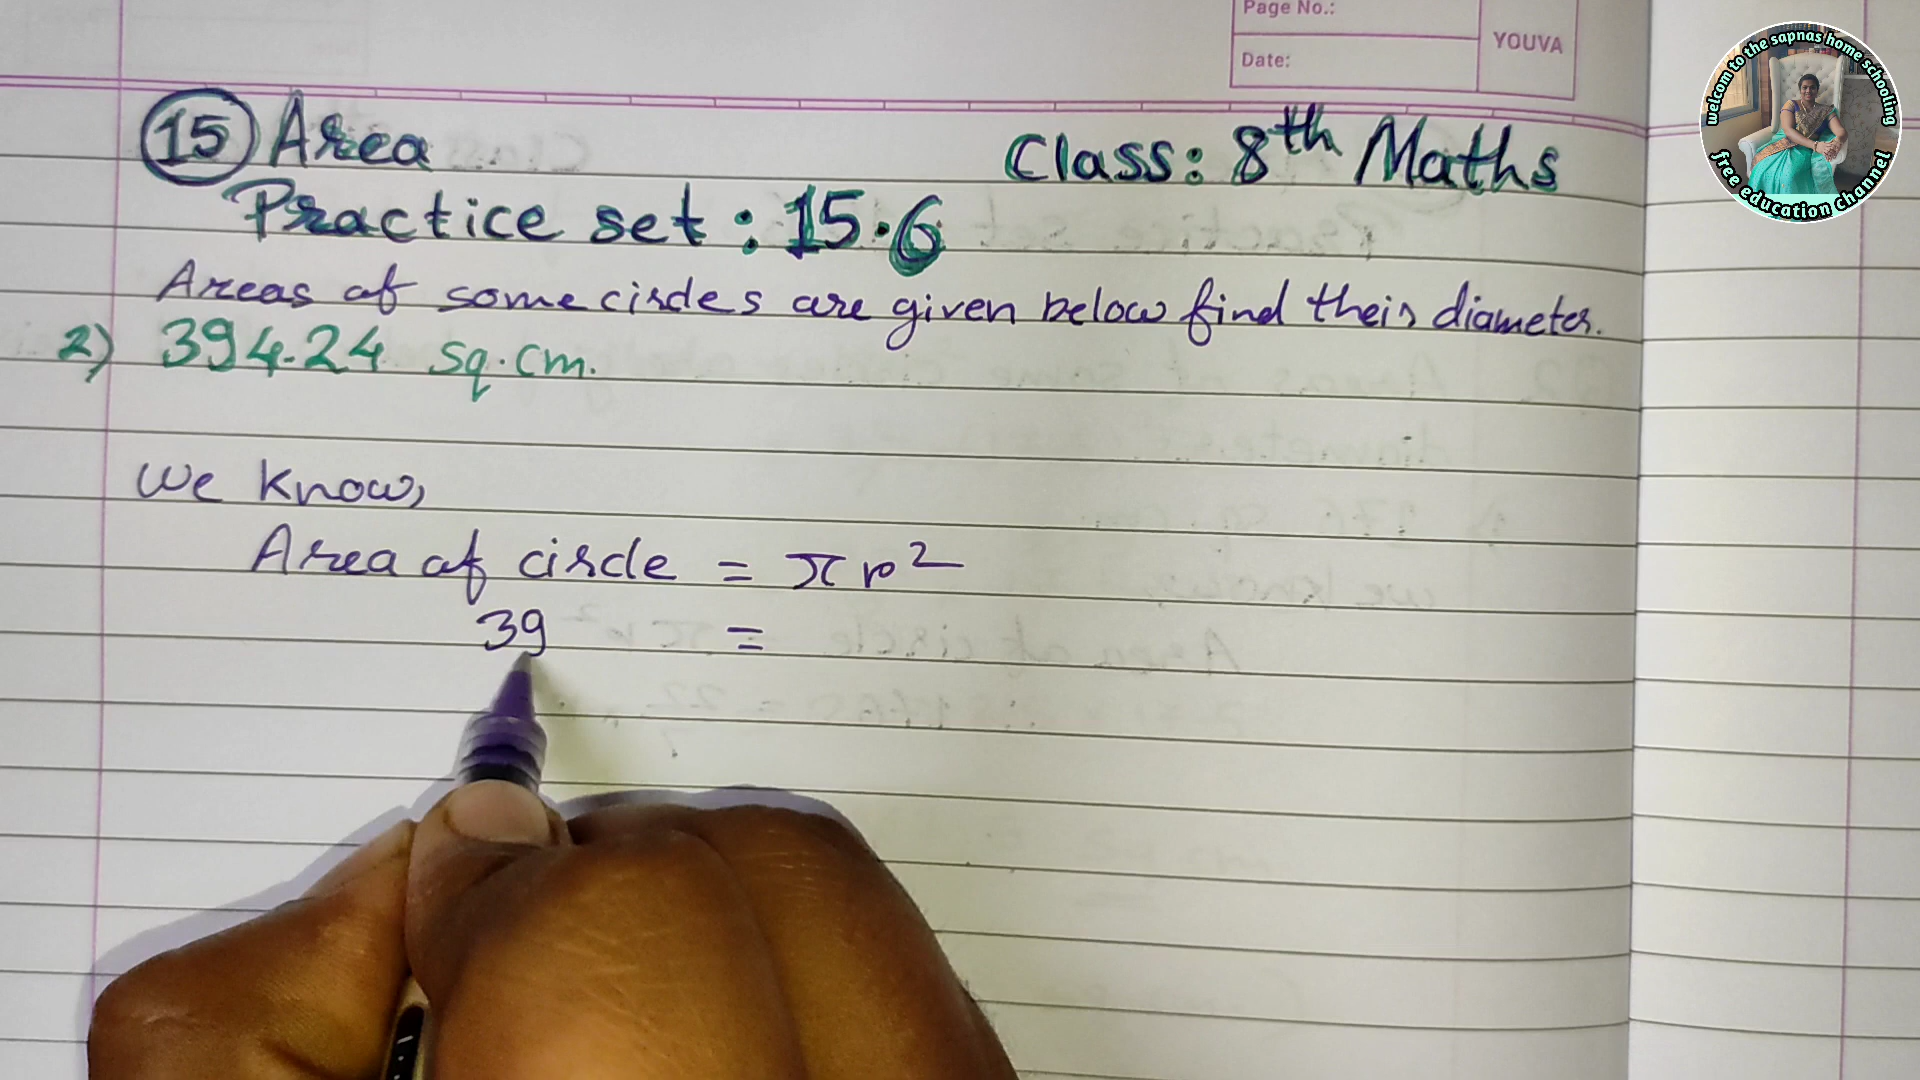 Page No.:
YOUVA
Date:
welcom to the sapnas home schooling
free education channel
15 Area
Class: 8th Maths
Practice set : 15.6
Areas of some circles are given below find their diameter.
2) 394.24 sq.cm.
We know,
Area of circle = πr²
39 =